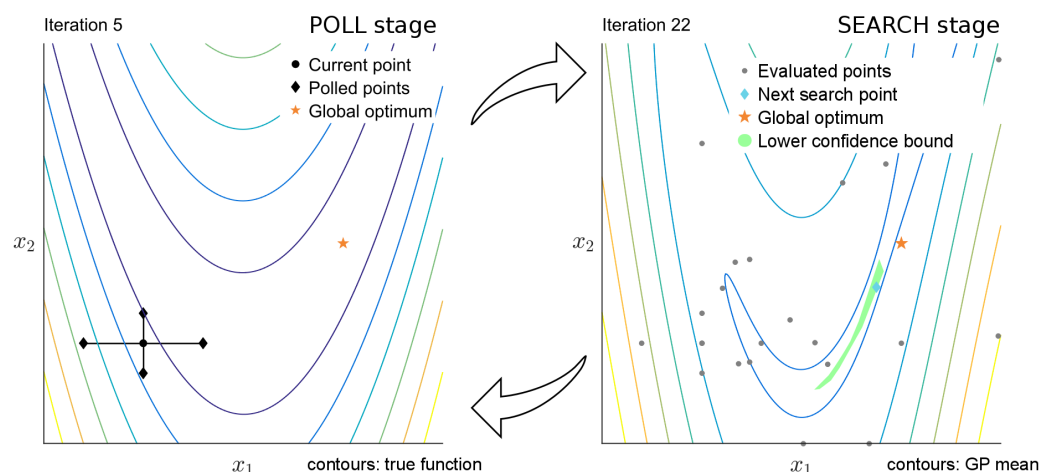 Iteration 5
POLL stage
Current point
Polled points
Global optimum
x₂
x₁
contours: true function
Iteration 22
SEARCH stage
Evaluated points
Next search point
Global optimum
Lower confidence bound
x₂
x₁
contours: GP mean